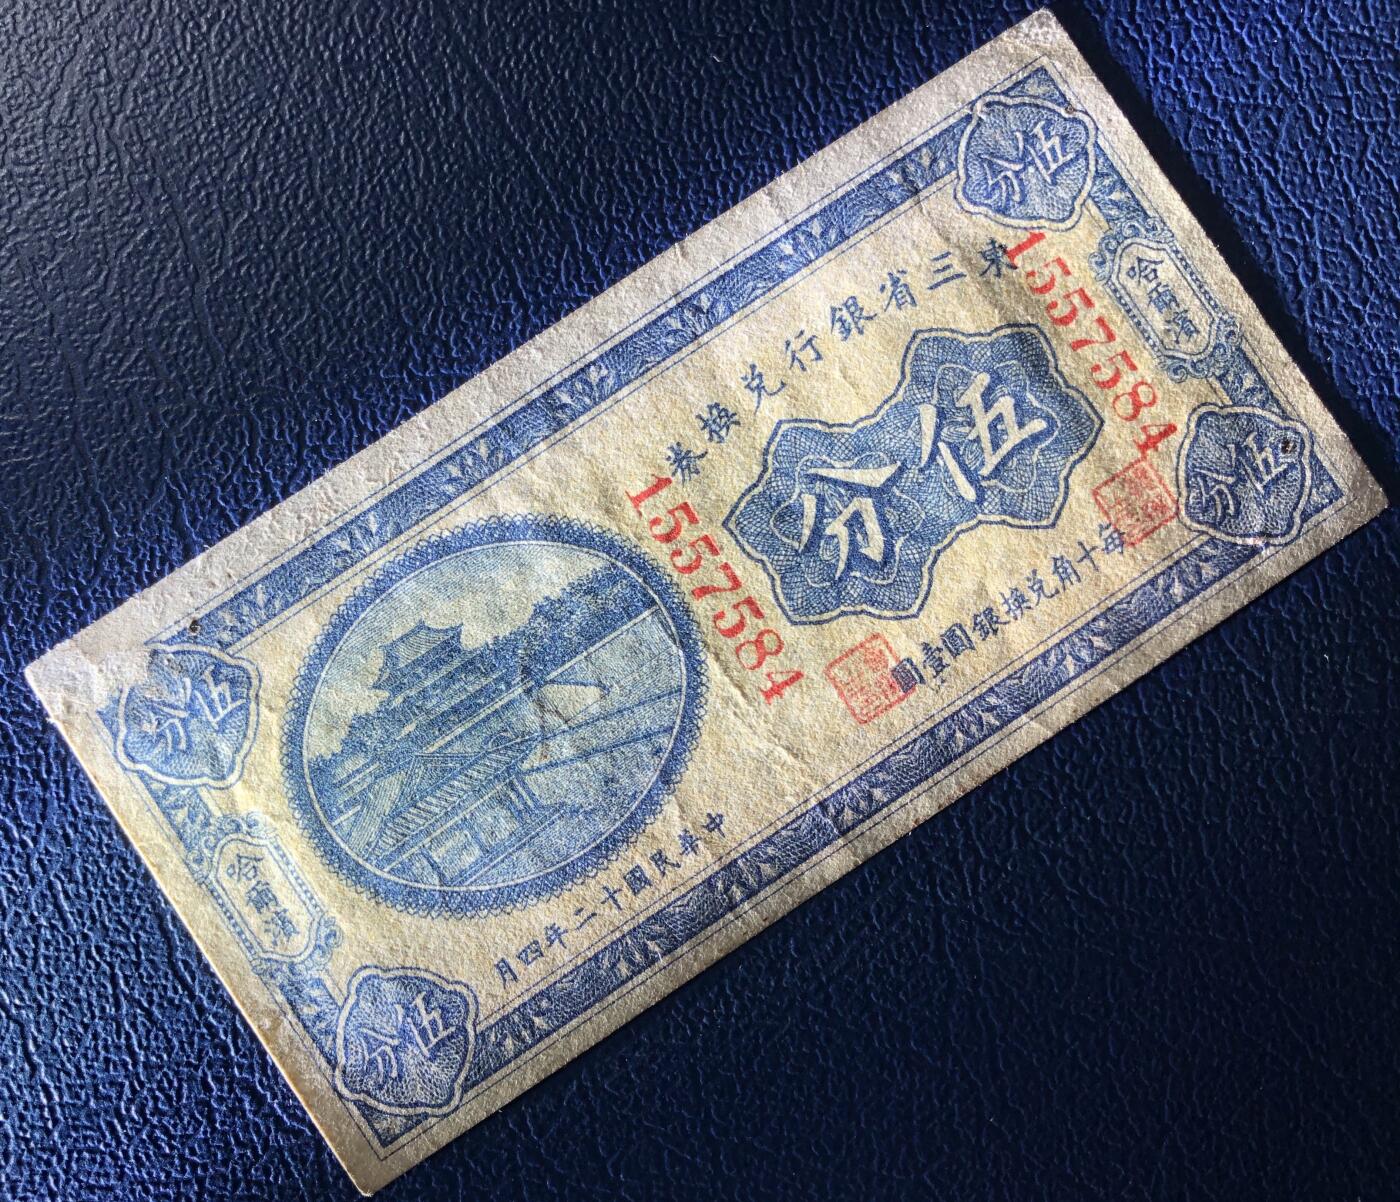 東三省銀行兌換券
伍分
每十角兌換銀圓壹圓
1557584
1557584
中華民國十二年四月
伍分
哈爾濱
伍分
伍分
哈爾濱
伍分